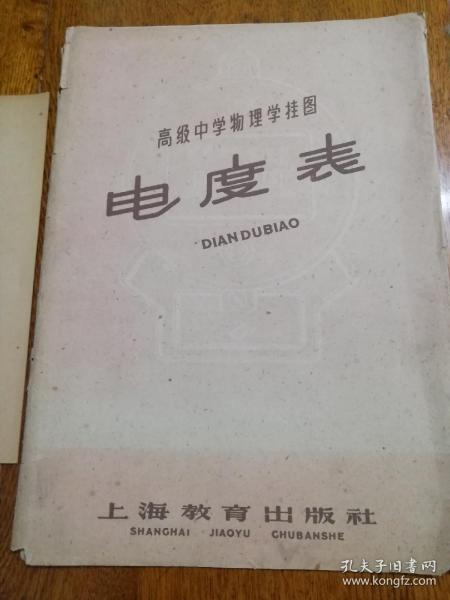 高级中学物理学挂图
电度表
DIANDUBIAO
上海教育出版社
SHANGHAI JIAOYU CHUBANSHE
孔夫子旧书网
www.kongfz.com